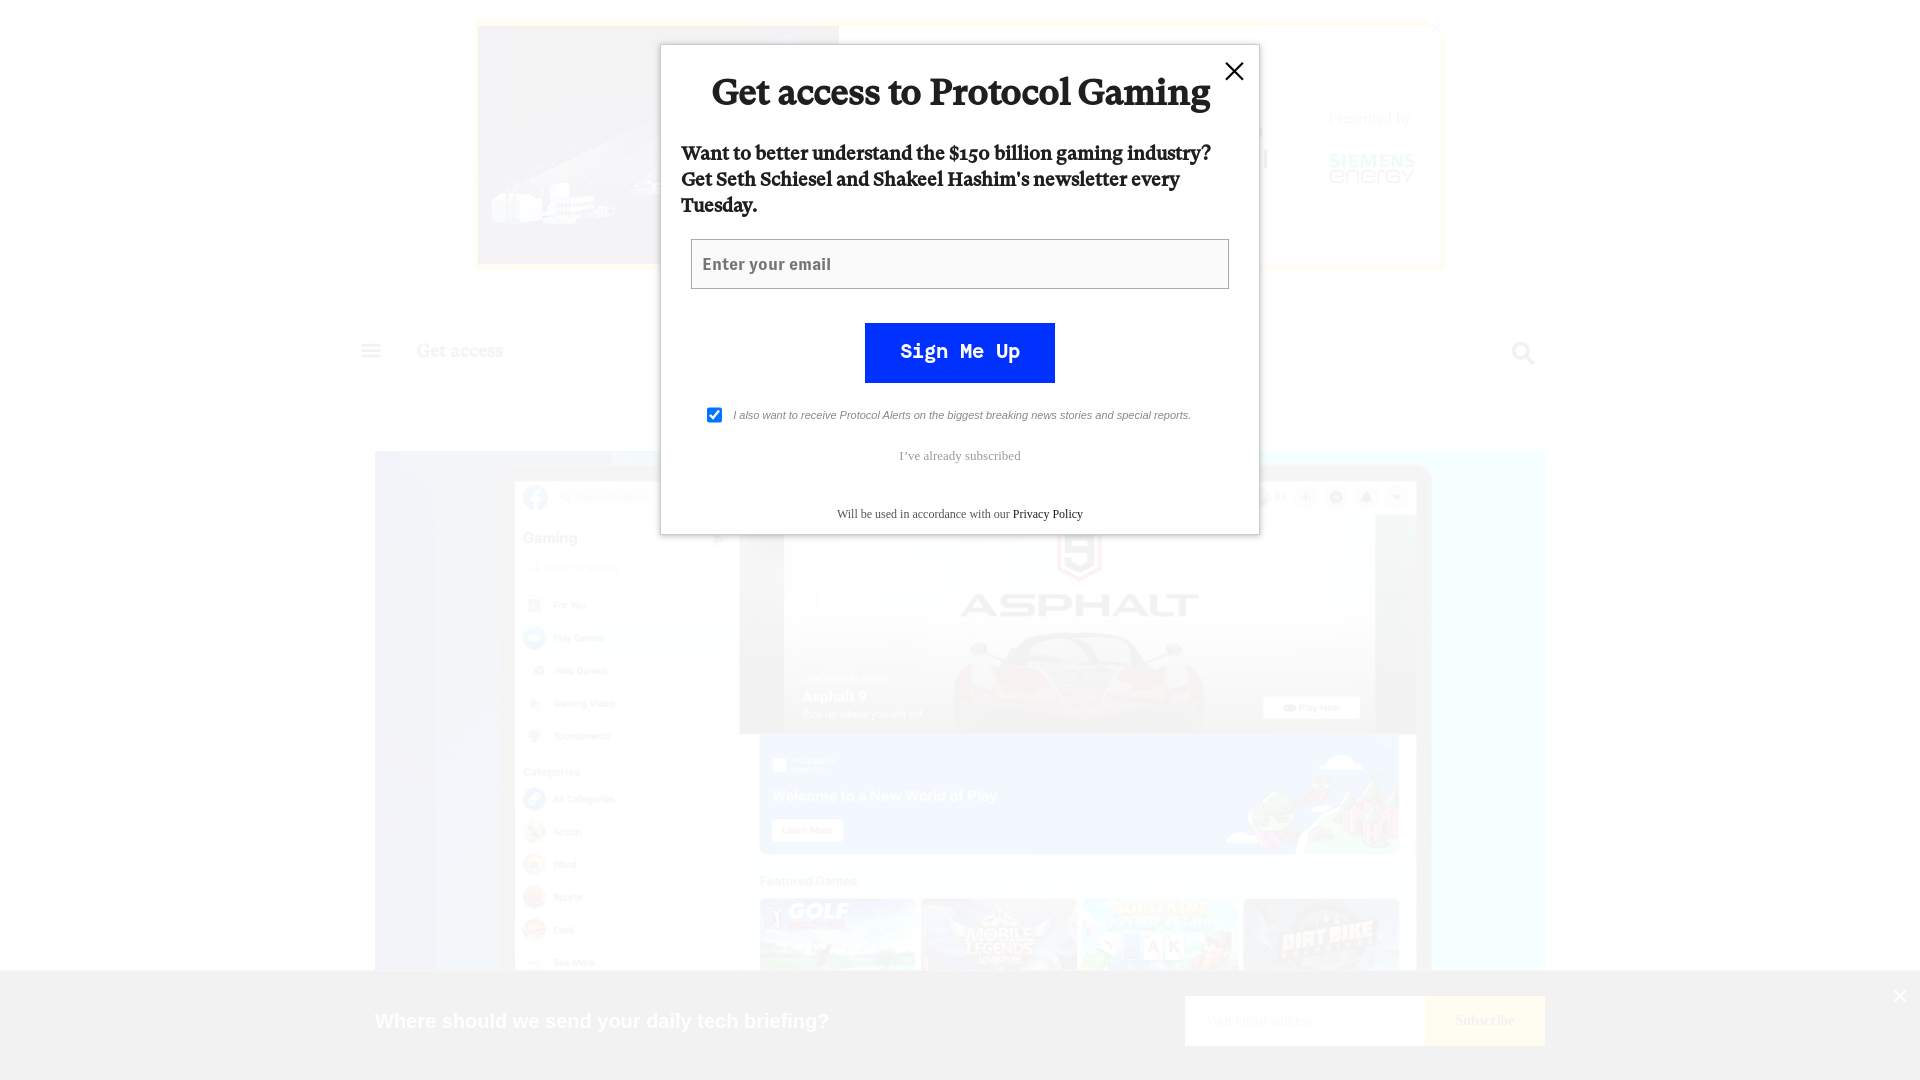 Get access to Protocol Gaming
Want to better understand the $150 billion gaming industry?
Get Seth Schiesel and Shakeel Hashim's newsletter every
Tuesday.
Enter your email
Sign Me Up
I also want to receive Protocol Alerts on the biggest breaking news stories and special reports.
I’ve already subscribed
Will be used in accordance with our Privacy Policy
Presented by
SIEMENS
energy
Get access
Gaming
For You
Play Games
Web Games
Gaming Video
Tournaments
Categories
All Categories
Action
Word
Sports
Card
See More
9
ASPHALT
Asphalt 9
Pick up where you left off
Play Now
Welcome to a New World of Play
Learn More
Featured Games
GOLF
MOBILE
LEGENDS
ADVENTURE
SOLITAIRE
A K
DIRT BIKE
Where should we send your daily tech briefing?
Your email address
Subscribe